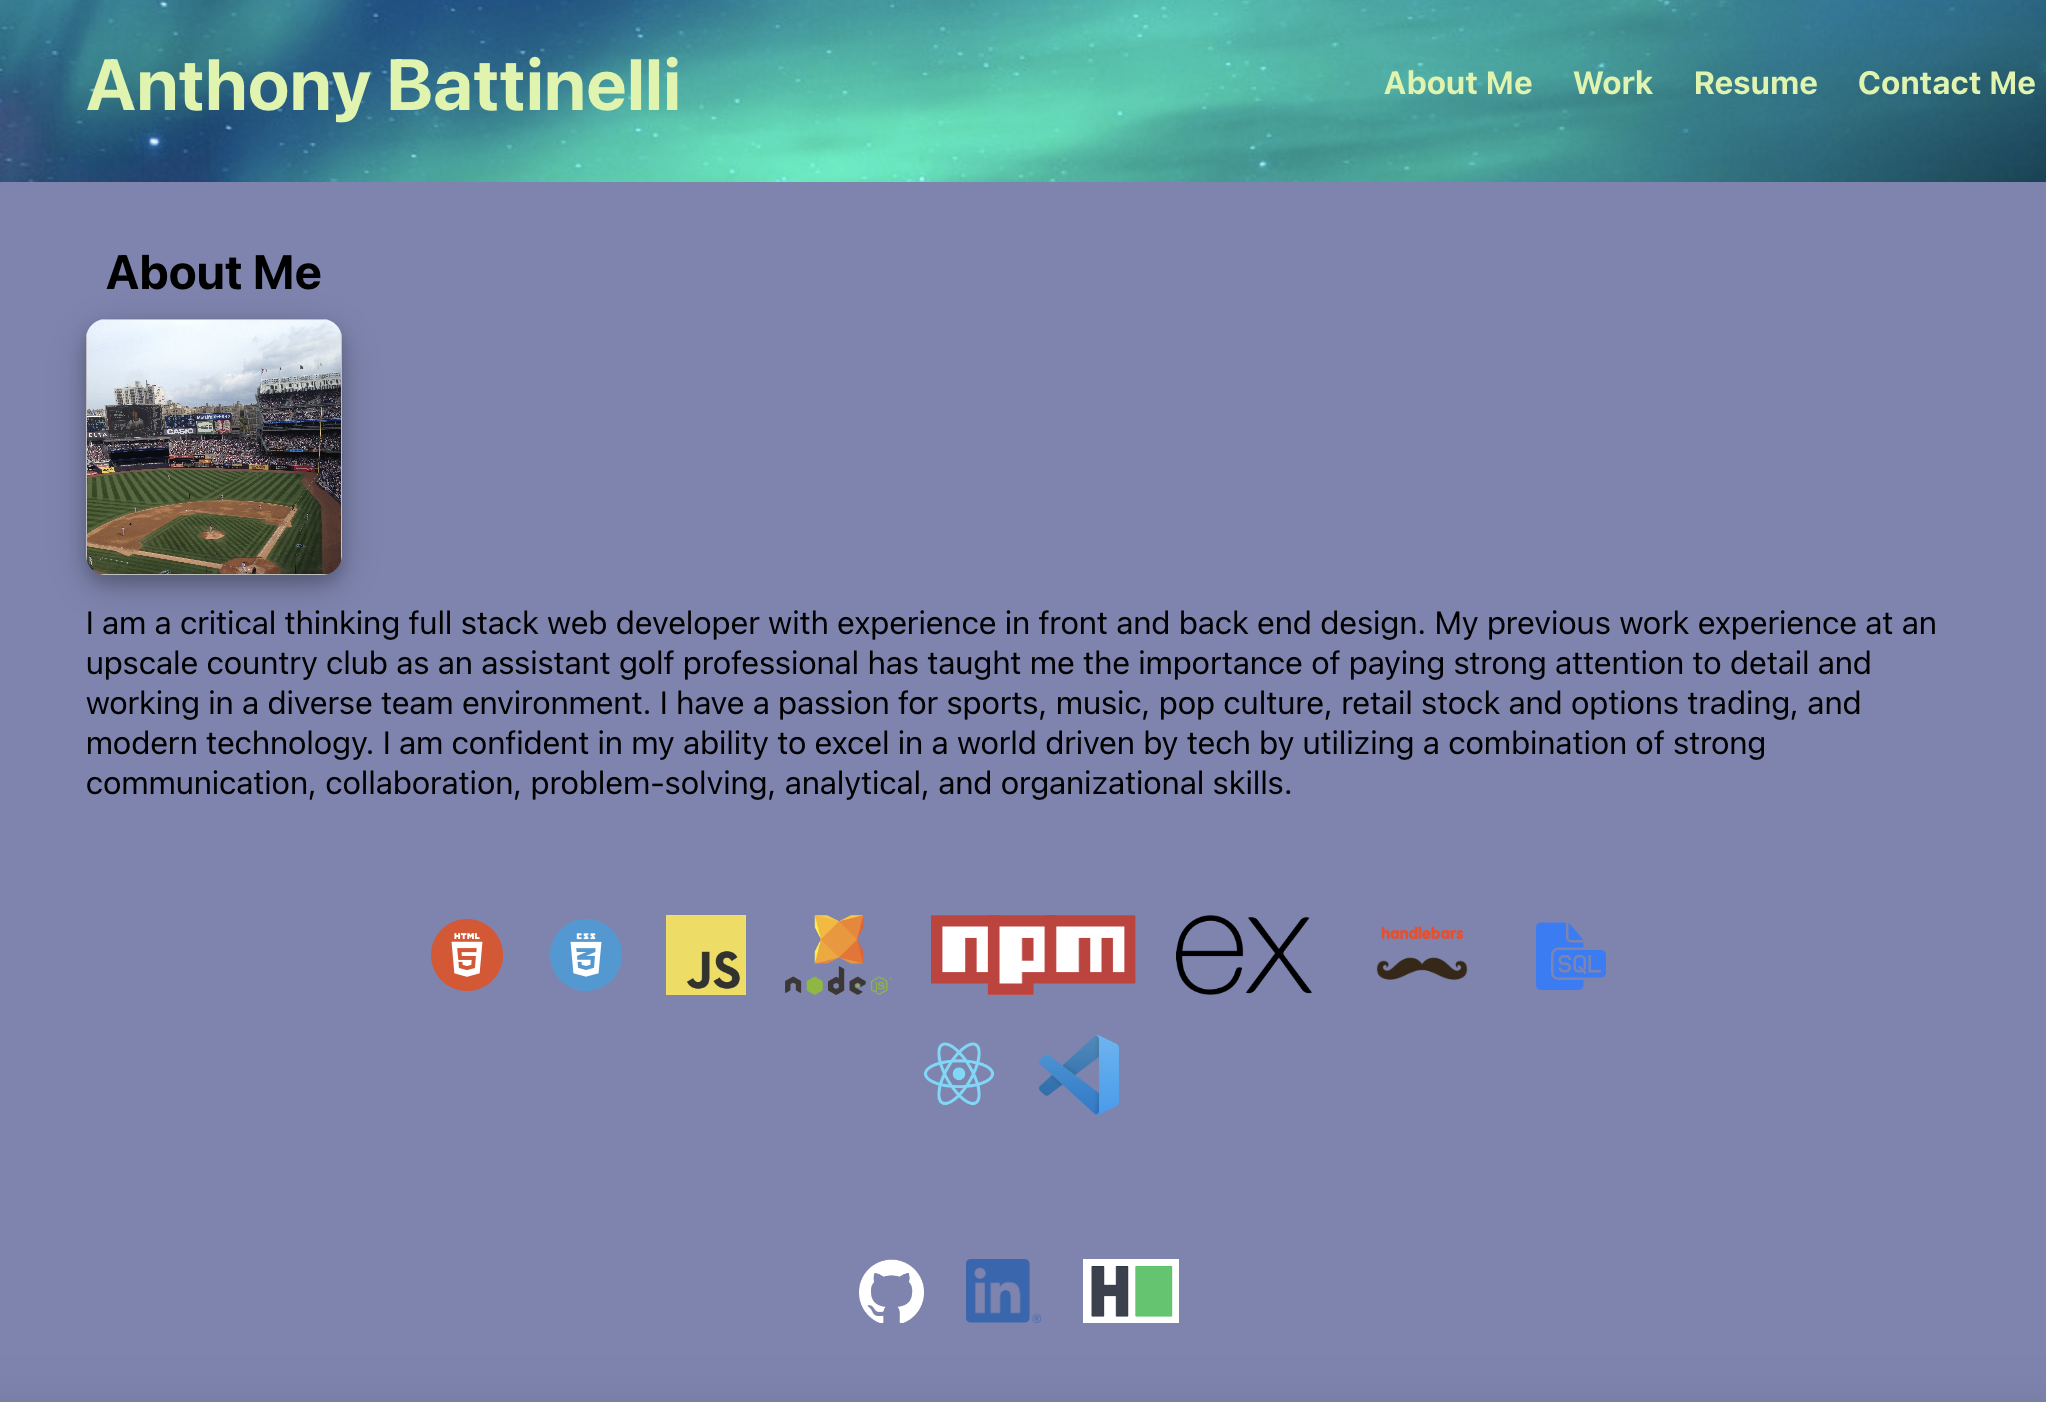 Anthony Battinelli
About Me Work Resume Contact Me
About Me
CASIO
I am a critical thinking full stack web developer with experience in front and back end design. My previous work experience at an
upscale country club as an assistant golf professional has taught me the importance of paying strong attention to detail and
working in a diverse team environment. I have a passion for sports, music, pop culture, retail stock and options trading, and
modern technology. I am confident in my ability to excel in a world driven by tech by utilizing a combination of strong
communication, collaboration, problem-solving, analytical, and organizational skills.
HTML 5 CSS 3 JS node JS npm ex handlebars SQL
in ® H